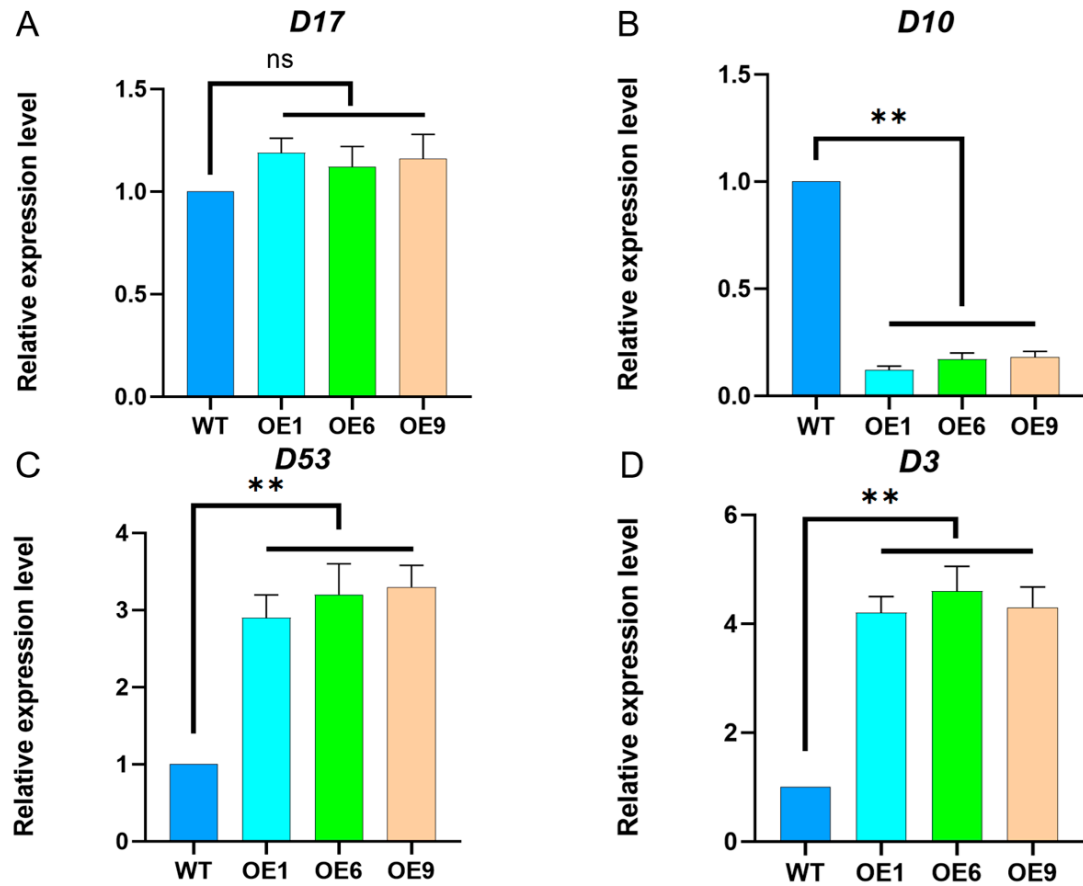 A
D17
ns
Relative expression level
1.5
1.0
0.5
0.0
WT OE1 OE6 OE9
B
D10
**
Relative expression level
1.5
1.0
0.5
0.0
WT OE1 OE6 OE9
C
D53
**
Relative expression level
4
3
2
1
0
WT OE1 OE6 OE9
D
D3
**
Relative expression level
6
4
2
0
WT OE1 OE6 OE9